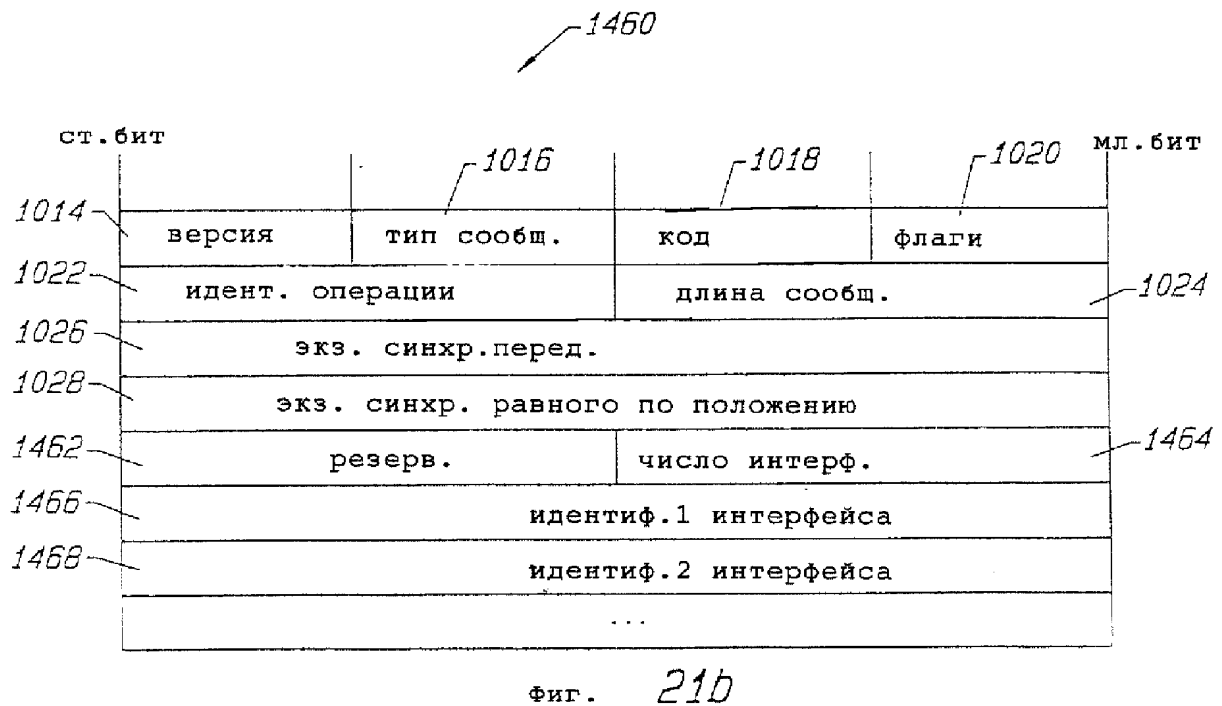 1460
ст.бит мл.бит
1016 1018 1020
1014 версия тип сообщ. код флаги
1022 идент. операции длина сообщ. 1024
1026 экз. синхр.перед.
1028 экз. синхр. равного по положению
1462 резерв. число интерф. 1464
1466 идентиф.1 интерфейса
1468 идентиф.2 интерфейса
...
Фиг. 21b